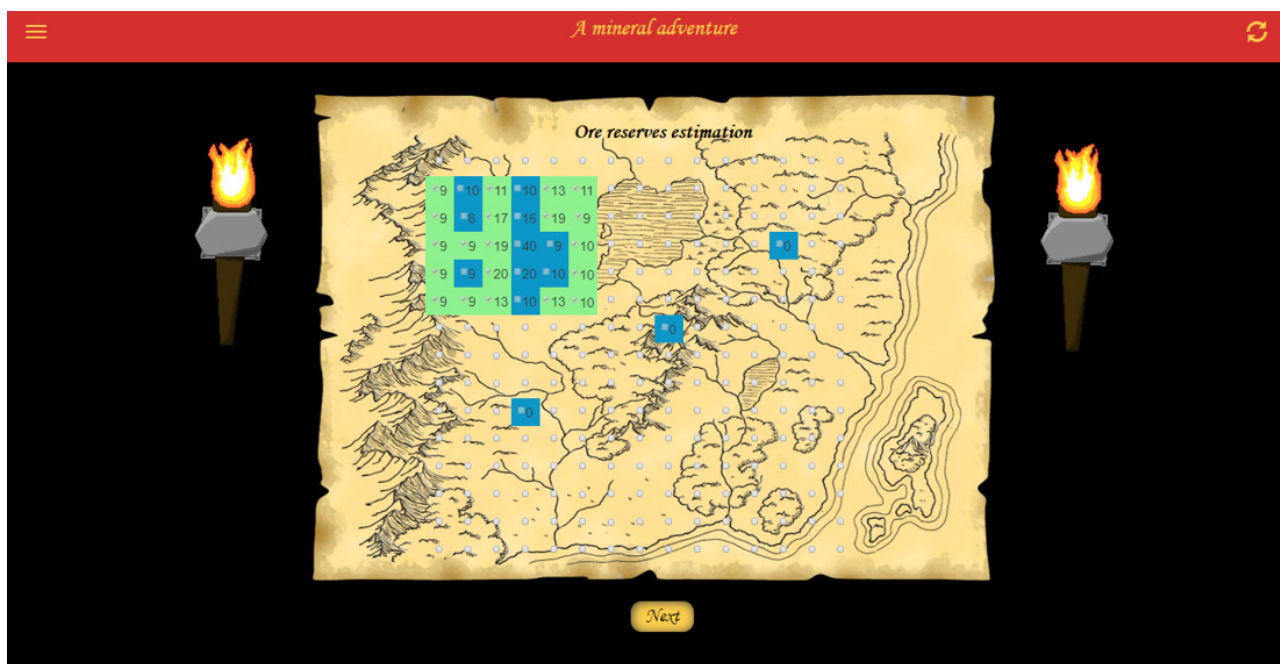 A mineral adventure
Ore reserves estimation
9 10 11 10 13 11
9 8 17 16 19 9
9 9 19 40 9 10
0
9 9 20 20 10 10
9 9 13 10 13 10
0
0
Next